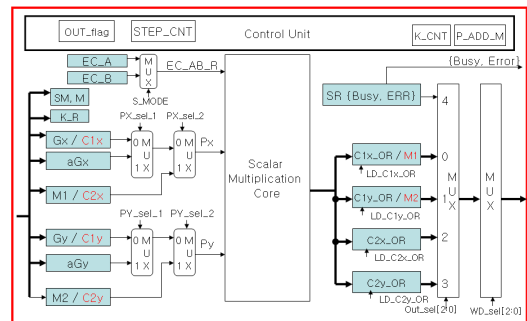 OUT_flag
STEP_CNT
Control Unit
K_CNT
P_ADD_M
{Busy, Error}
EC_A
EC_B
MUX
EC_AB_R
S_MODE
SM, M
K_R
SR {Busy, ERR}
4
PX_sel_1
PX_sel_2
Gx / C1x
aGx
0 M
U
1 X
0 M
U
1 X
Px
M1 / C2x
Scalar
Multiplication
Core
C1x_OR / M1
0
LD_C1x_OR
C1y_OR / M2
1
LD_C1y_OR
MUX
MUX
PY_sel_1
PY_sel_2
Gy / C1y
aGy
0 M
U
1 X
0 M
U
1 X
Py
M2 / C2y
C2x_OR
2
LD_C2x_OR
C2y_OR
3
LD_C2y_OR
Out_sel[2:0]
WD_sel[2:0]